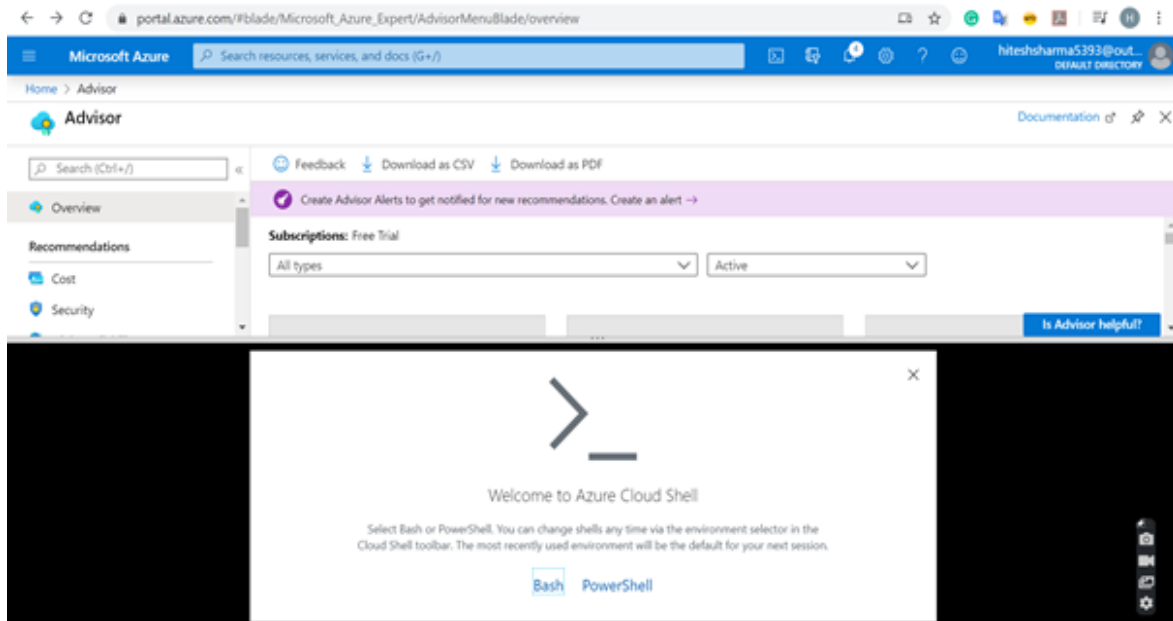 portal.azure.com/#blade/Microsoft_Azure_Expert/AdvisorMenuBlade/overview
H
Microsoft Azure
Search resources, services, and docs (G+/)
4
hiteshsharma5393@out...
DEFAULT DIRECTORY
Home > Advisor
Advisor
Documentation
Search (Ctrl+/)
Feedback
Download as CSV
Download as PDF
Overview
Create Advisor Alerts to get notified for new recommendations. Create an alert →
Recommendations
Subscriptions: Free Trial
All types
Active
Cost
Security
Is Advisor helpful?
Welcome to Azure Cloud Shell
Select Bash or PowerShell. You can change shells any time via the environment selector in the
Cloud Shell toolbar. The most recently used environment will be the default for your next session.
Bash PowerShell